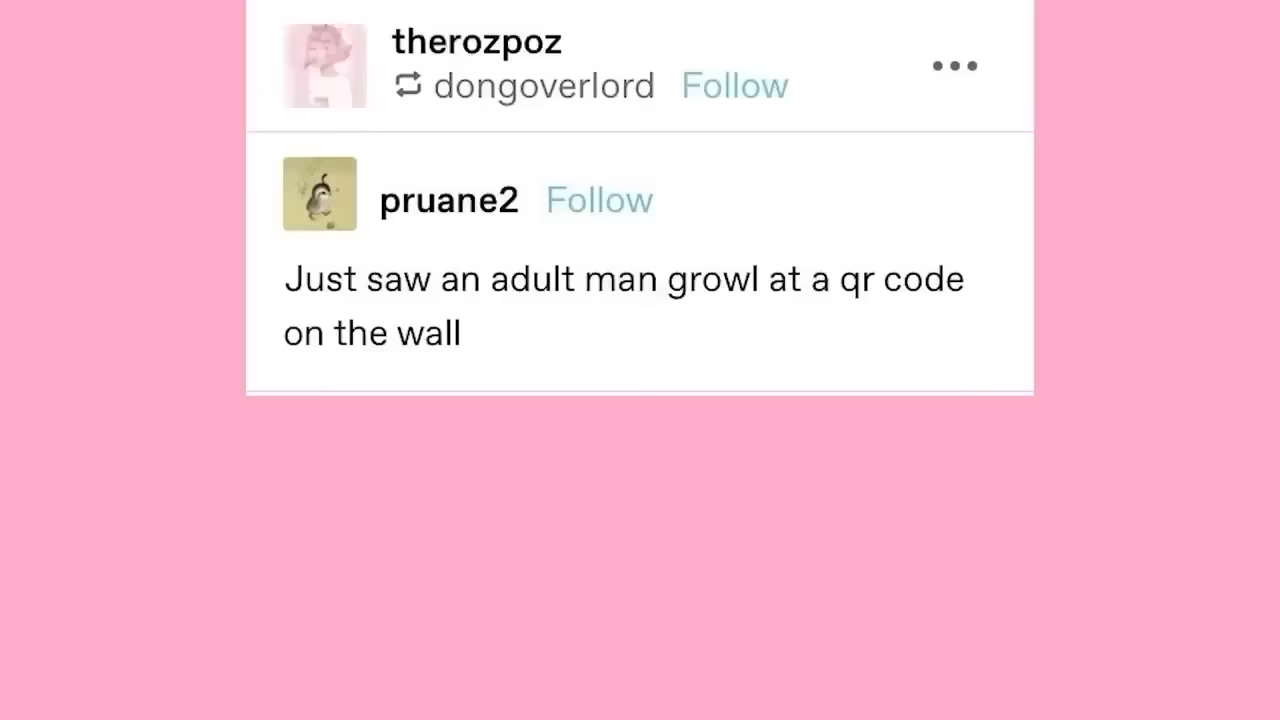 therozpoz
dongoverlord Follow
pruane2 Follow
Just saw an adult man growl at a qr code
on the wall